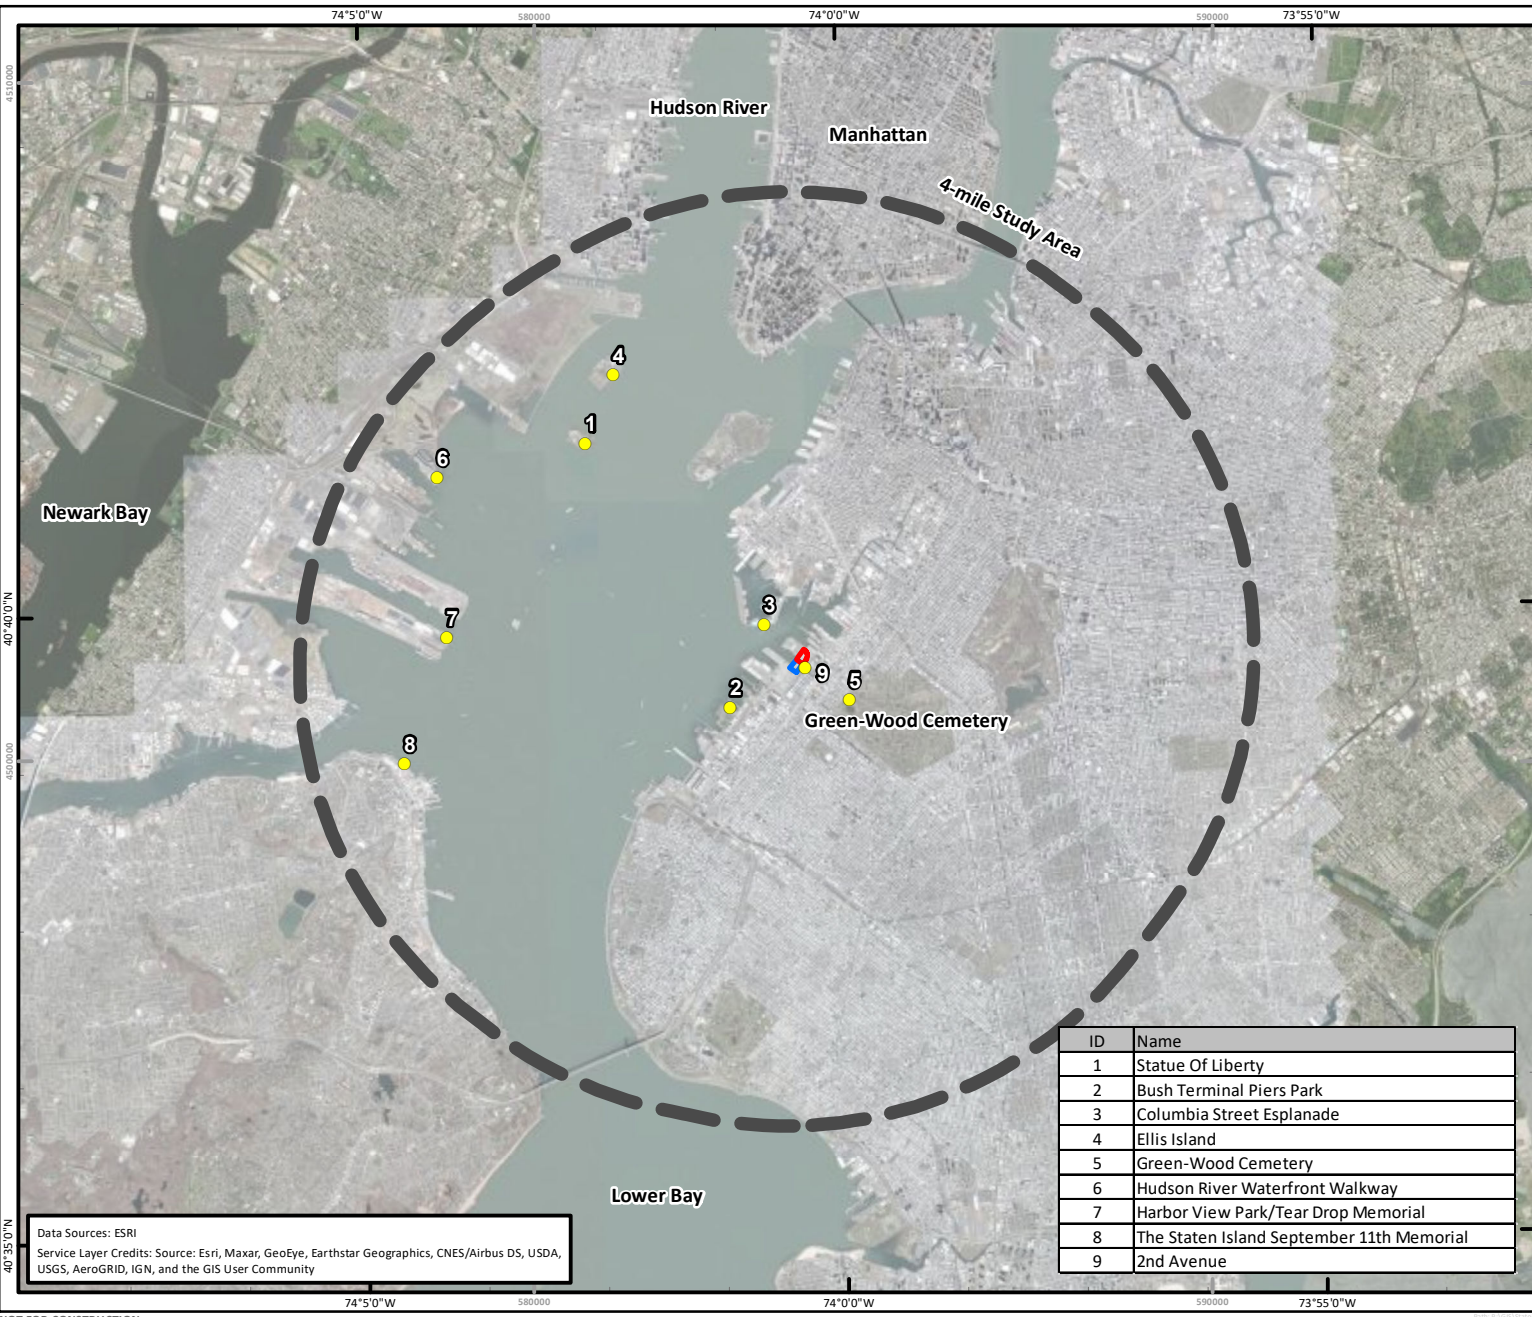 74°5'0"W
580000
74°0'0"W
590000
73°55'0"W
4510000
Hudson River
Manhattan
4-mile Study Area
4
1
6
Newark Bay
40°40'0"N
3
7
9
2
5
Green-Wood Cemetery
8
4500000
ID Name
1 Statue Of Liberty
2 Bush Terminal Piers Park
3 Columbia Street Esplanade
4 Ellis Island
5 Green-Wood Cemetery
6 Hudson River Waterfront Walkway
7 Harbor View Park/Tear Drop Memorial
8 The Staten Island September 11th Memorial
9 2nd Avenue
Lower Bay
40°35'0"N
Data Sources: ESRI
Service Layer Credits: Source: Esri, Maxar, GeoEye, Earthstar Geographics, CNES/Airbus DS, USDA,
USGS, AeroGRID, IGN, and the GIS User Community
74°5'0"W
580000
74°0'0"W
590000
73°55'0"W